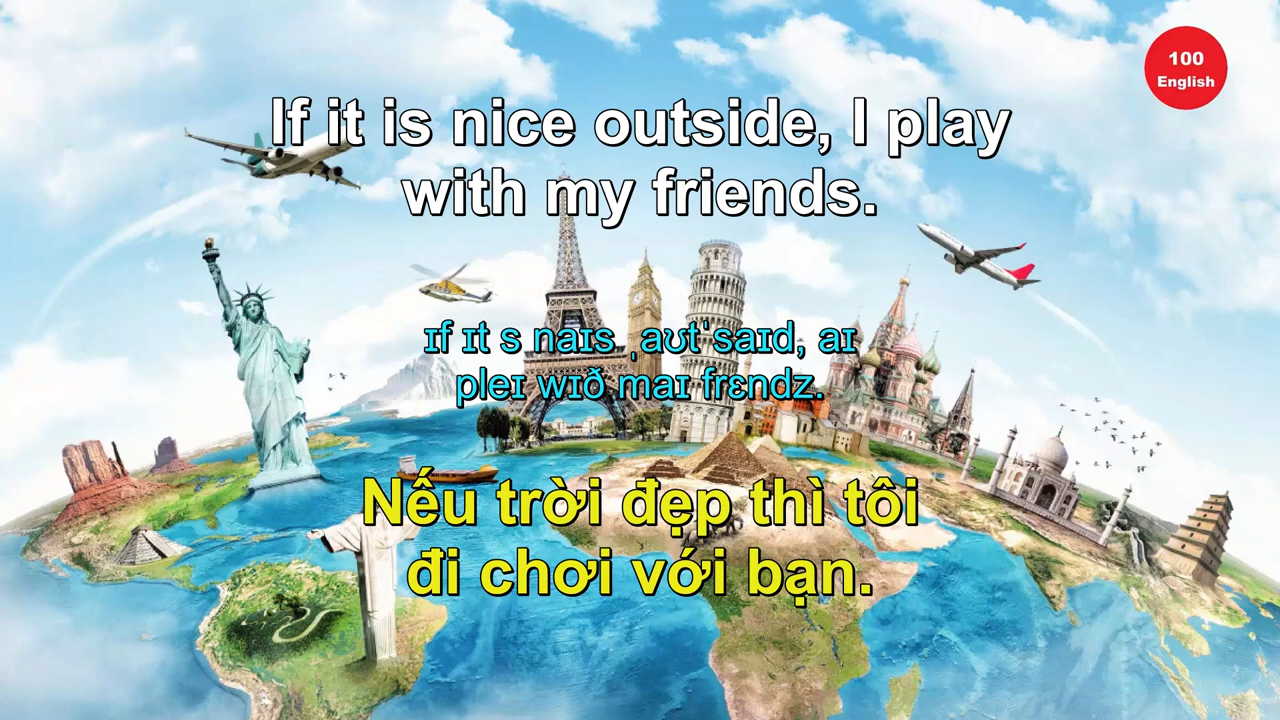 100
English
If it is nice outside, I play
with my friends.
ɪf ɪt s naɪs ˌaʊtˈsaɪd, aɪ
pleɪ wɪð maɪ frɛndz.
Nếu trời đẹp thì tôi
đi chơi với bạn.